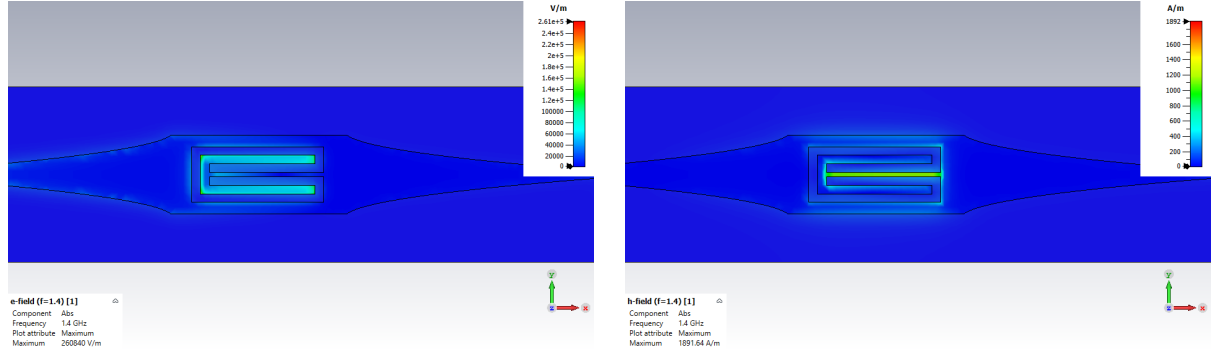 V/m
2.61e+5
2.4e+5
2.2e+5
2e+5
1.8e+5
1.6e+5
1.4e+5
1.2e+5
100000
80000
60000
40000
20000
0
e-field (f=1.4) [1]
Component Abs
Frequency 1.4 GHz
Plot attribute Maximum
Maximum 260840 V/m
y
z
x
A/m
1892
1600
1400
1200
1000
800
600
400
200
0
h-field (f=1.4) [1]
Component Abs
Frequency 1.4 GHz
Plot attribute Maximum
Maximum 1891.64 A/m
y
z
x